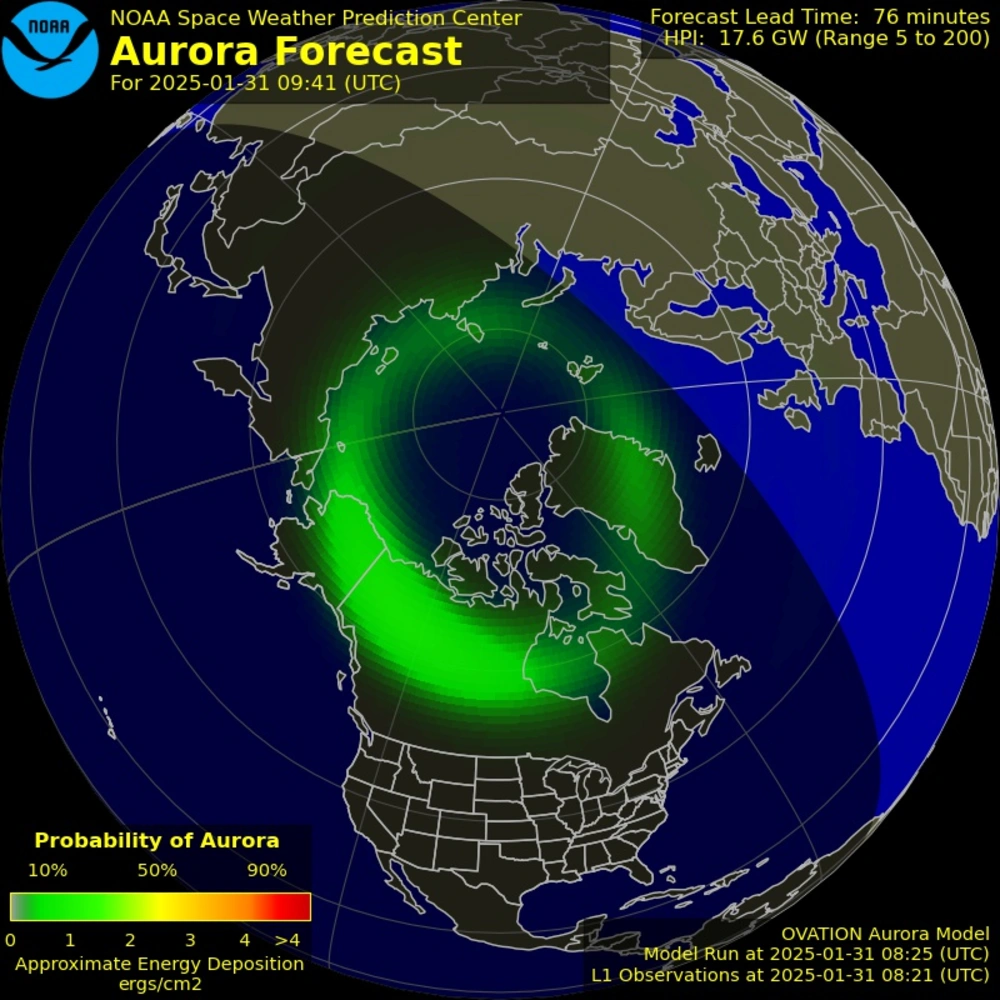 NOAA
NOAA Space Weather Prediction Center
Aurora Forecast
For 2025-01-31 09:41 (UTC)
Forecast Lead Time: 76 minutes
HPI: 17.6 GW (Range 5 to 200)
Probability of Aurora
10% 50% 90%
0 1 2 3 4 >4
Approximate Energy Deposition
ergs/cm2
OVATION Aurora Model
Model Run at 2025-01-31 08:25 (UTC)
L1 Observations at 2025-01-31 08:21 (UTC)